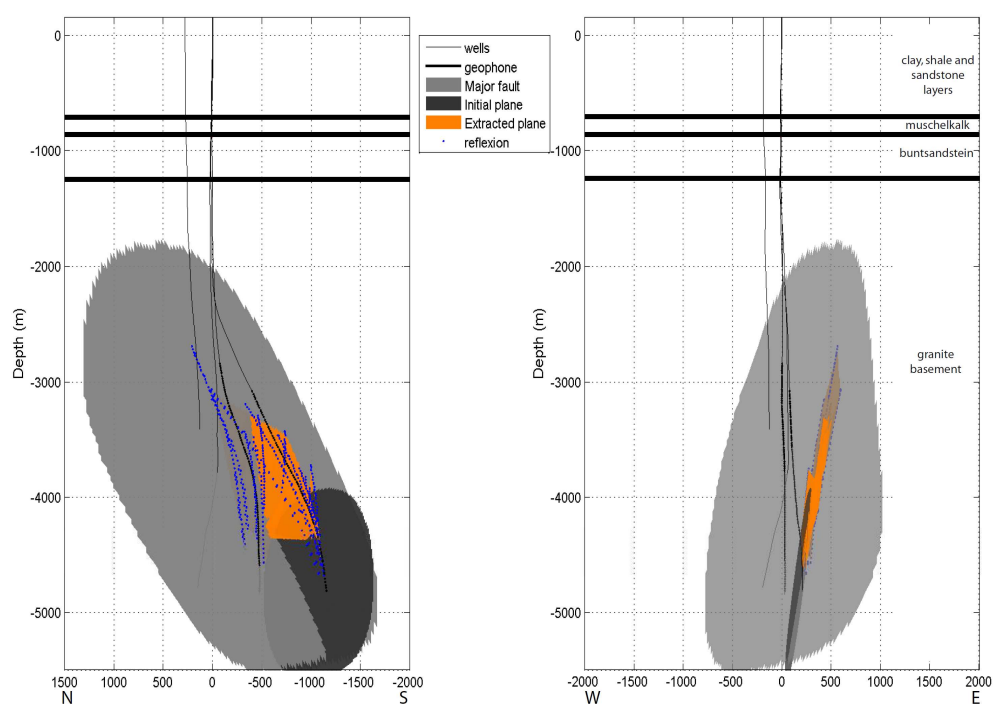 0
-1000
-2000
-3000
-4000
-5000
Depth (m)
1500
1000
500
0
-500
-1000
-1500
-2000
N
S
wells
geophone
Major fault
Initial plane
Extracted plane
reflexion
0
-1000
-2000
-3000
-4000
-5000
Depth (m)
clay, shale and
sandstone
layers
muschelkalk
buntsandstein
granite
basement
-2000
-1500
-1000
-500
0
500
1000
1500
2000
W
E